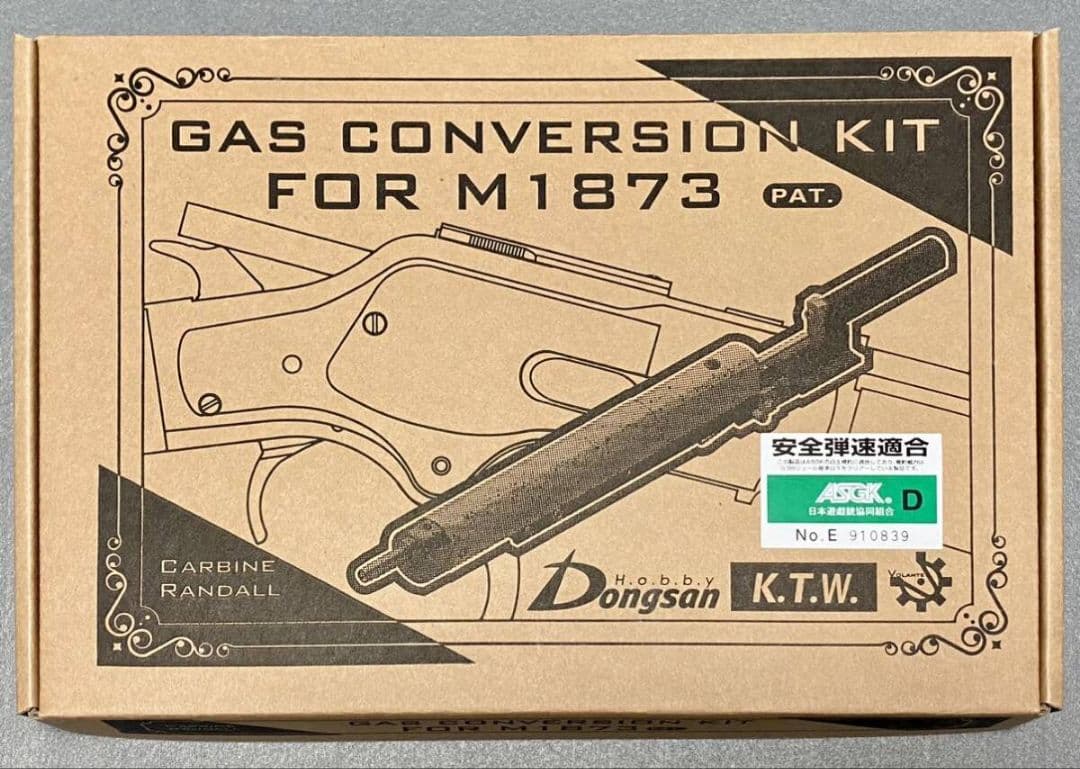 GAS CONVERSION KIT
FOR M1873 PAT.
安全弾速適合
ASGK. D
日本遊戯銃協同組合
No.E 910839
CARBINE
RANDALL
H.o.b.b.y
Dongsan
K.T.W.
VOLANTE
GAS CONVERSION KIT
FOR M1873